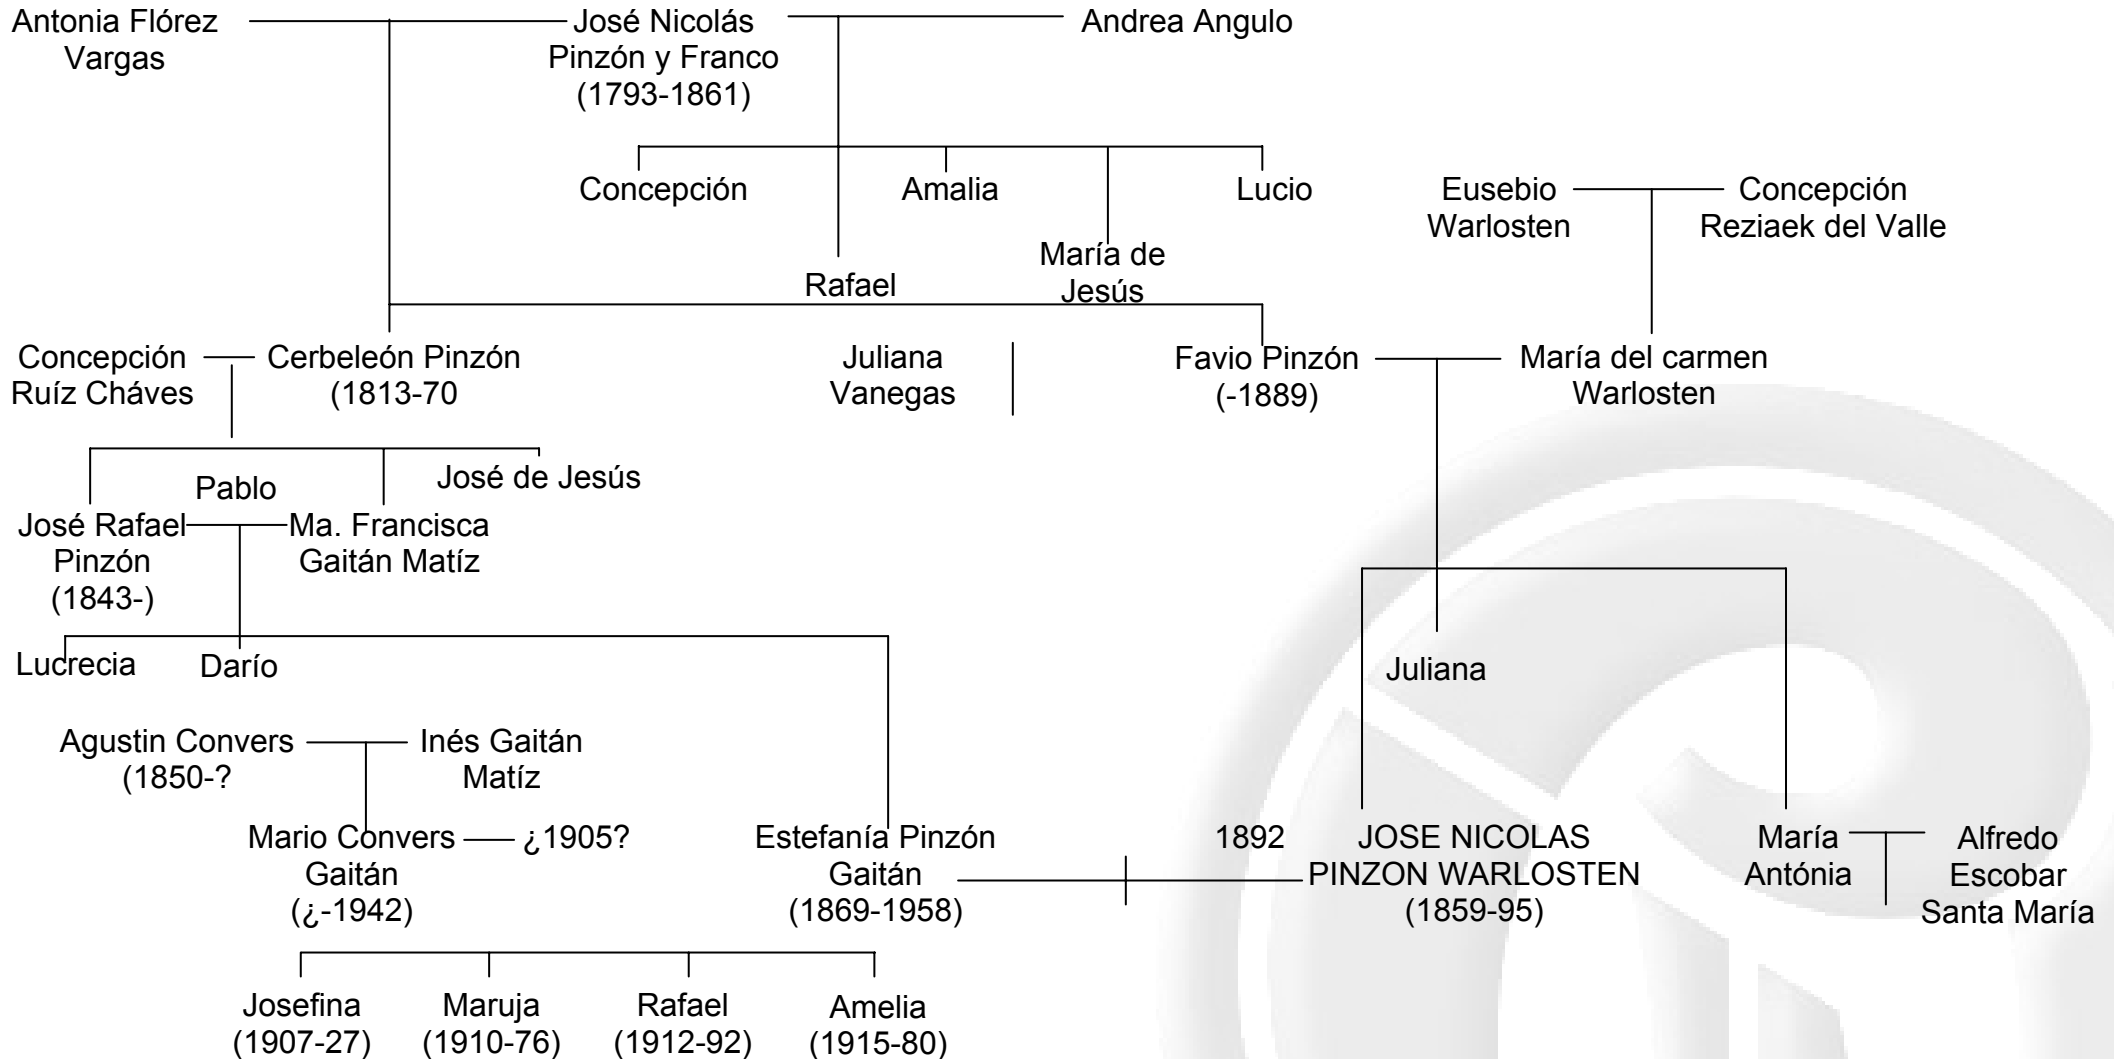 Antonia Flórez
Vargas
José Nicolás
Pinzón y Franco
(1793-1861)
Andrea Angulo
Concepción
Amalia
Lucio
Rafael
María de
Jesús
Eusebio
Warlosten
Concepción
Reziaek del Valle
Concepción
Ruíz Cháves
Cerbeleón Pinzón
(1813-70
Juliana
Vanegas
Favio Pinzón
(-1889)
María del carmen
Warlosten
Pablo
José de Jesús
José Rafael
Pinzón
(1843-)
Ma. Francisca
Gaitán Matíz
Lucrecia
Darío
Juliana
Agustin Convers
(1850-?
Inés Gaitán
Matíz
Mario Convers
Gaitán
(¿-1942)
¿1905?
Estefanía Pinzón
Gaitán
(1869-1958)
1892
JOSE NICOLAS
PINZON WARLOSTEN
(1859-95)
María
Antónia
Alfredo
Escobar
Santa María
Josefina
(1907-27)
Maruja
(1910-76)
Rafael
(1912-92)
Amelia
(1915-80)